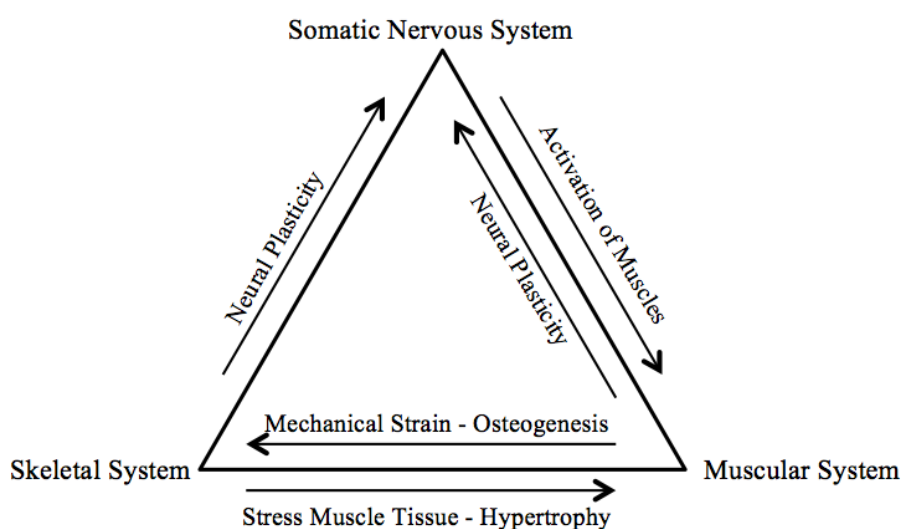 Somatic Nervous System
Neural Plasticity
Neural Plasticity
Activation of Muscles
Mechanical Strain - Osteogenesis
Skeletal System
Muscular System
Stress Muscle Tissue - Hypertrophy